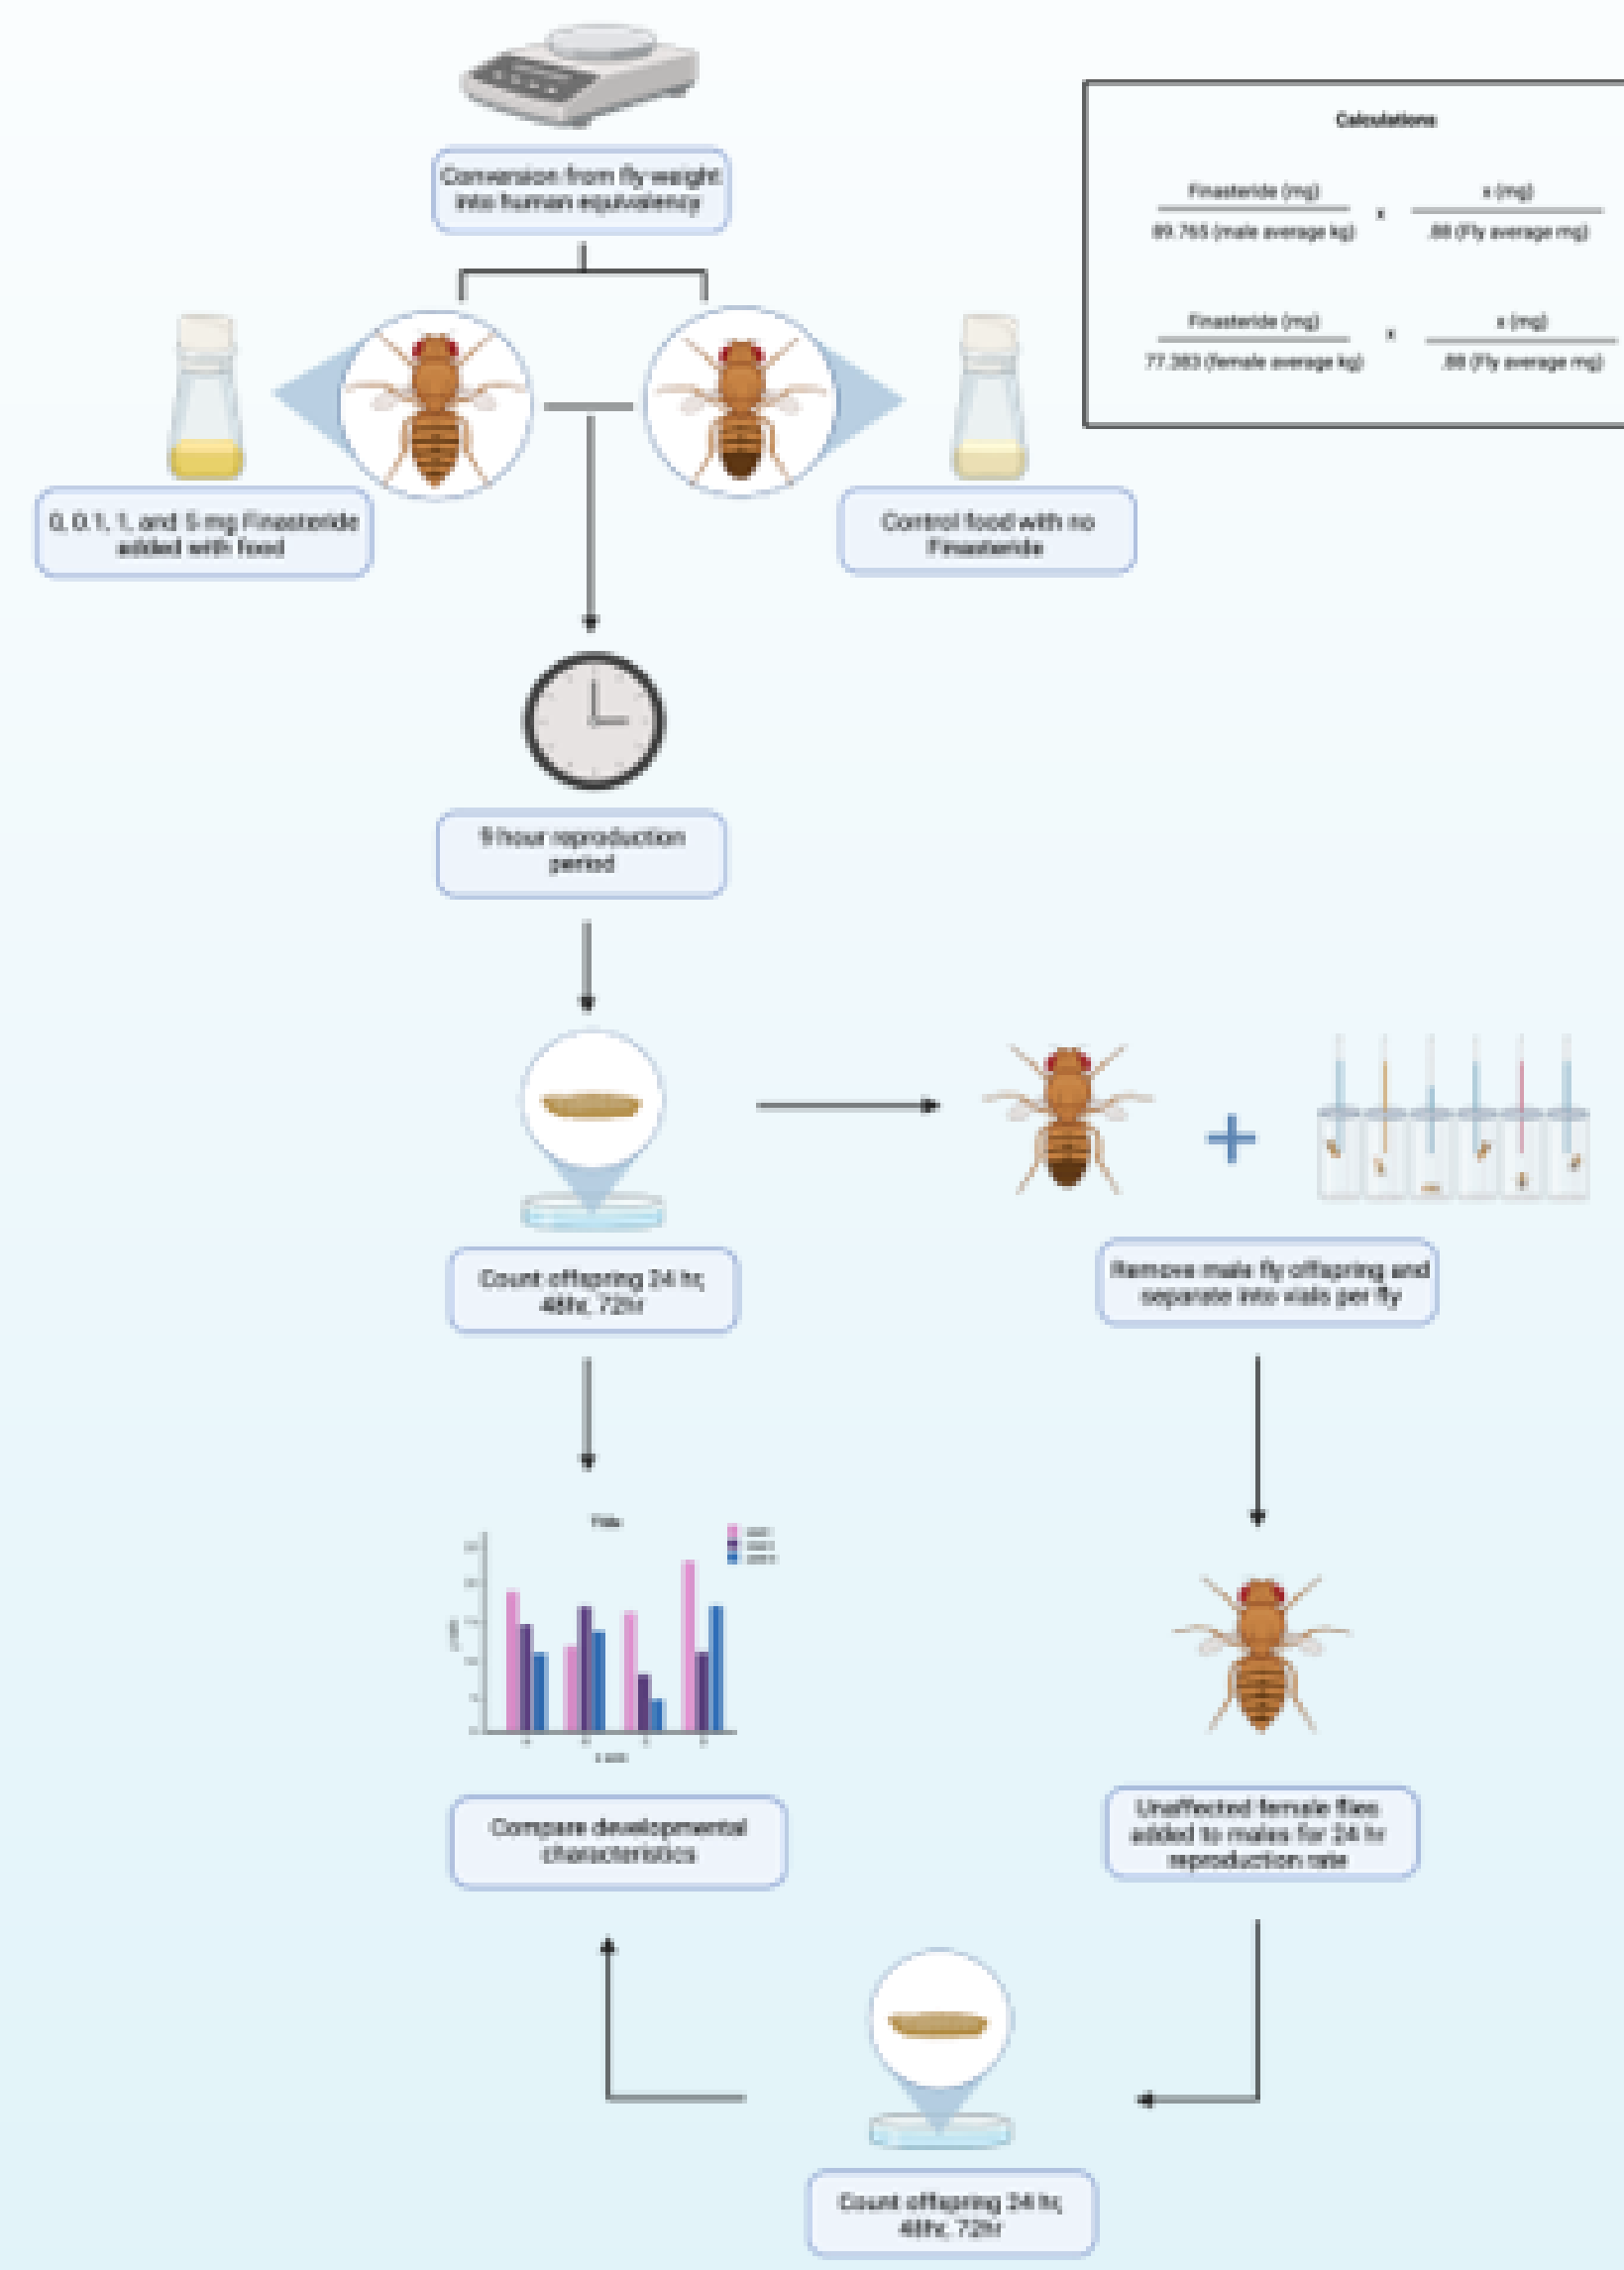 Calculations
Conversion from fly weight
into human equivalency
Finasteride (mg)
x
x (mg)
89.765 (male average kg)
.88 (Fly average mg)
Finasteride (mg)
x
x (mg)
77.383 (female average kg)
.88 (Fly average mg)
0, 0.1, 1, and 5 mg Finasteride
added with food
Control food with no
Finasteride
9 hour reproduction
period
Count offspring 24 hr,
48hr, 72hr
Remove male fly offspring and
separate into vials per fly
Title
Compare developmental
characteristics
Unaffected female flies
added to males for 24 hr
reproduction rate
Count offspring 24 hr,
48hr, 72hr